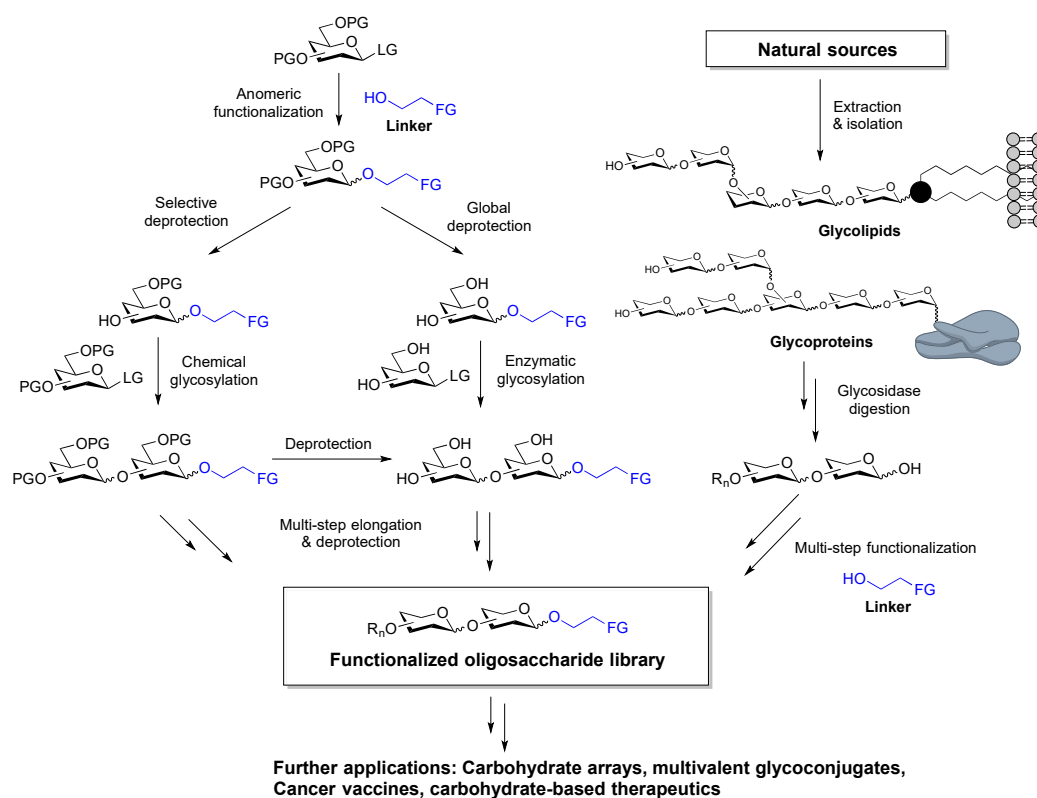 OPG
O
LG
PGO
Anomeric
functionalization
HO
FG
Linker
OPG
O
PGO
O
FG
Selective
deprotection
Global
deprotection
OPG
O
HO
O
FG
OH
O
HO
O
FG
OPG
O
PGO
LG
Chemical
glycosylation
OH
O
HO
LG
Enzymatic
glycosylation
OPG
OPG
O
O
PGO
O
O
FG
Deprotection
OH
OH
O
O
HO
O
O
FG
Multi-step elongation
& deprotection
Natural sources
Extraction
& isolation
HO
O
O
O
O
O
O
O
O
O
Glycolipids
HO
O
O
O
O
HO
O
O
O
O
O
O
O
O
O
O
Glycoproteins
Glycosidase
digestion
O
O
OH
RnO
O
Multi-step functionalization
HO
FG
Linker
O
O
RnO
O
O
FG
Functionalized oligosaccharide library
Further applications: Carbohydrate arrays, multivalent glycoconjugates,
Cancer vaccines, carbohydrate-based therapeutics